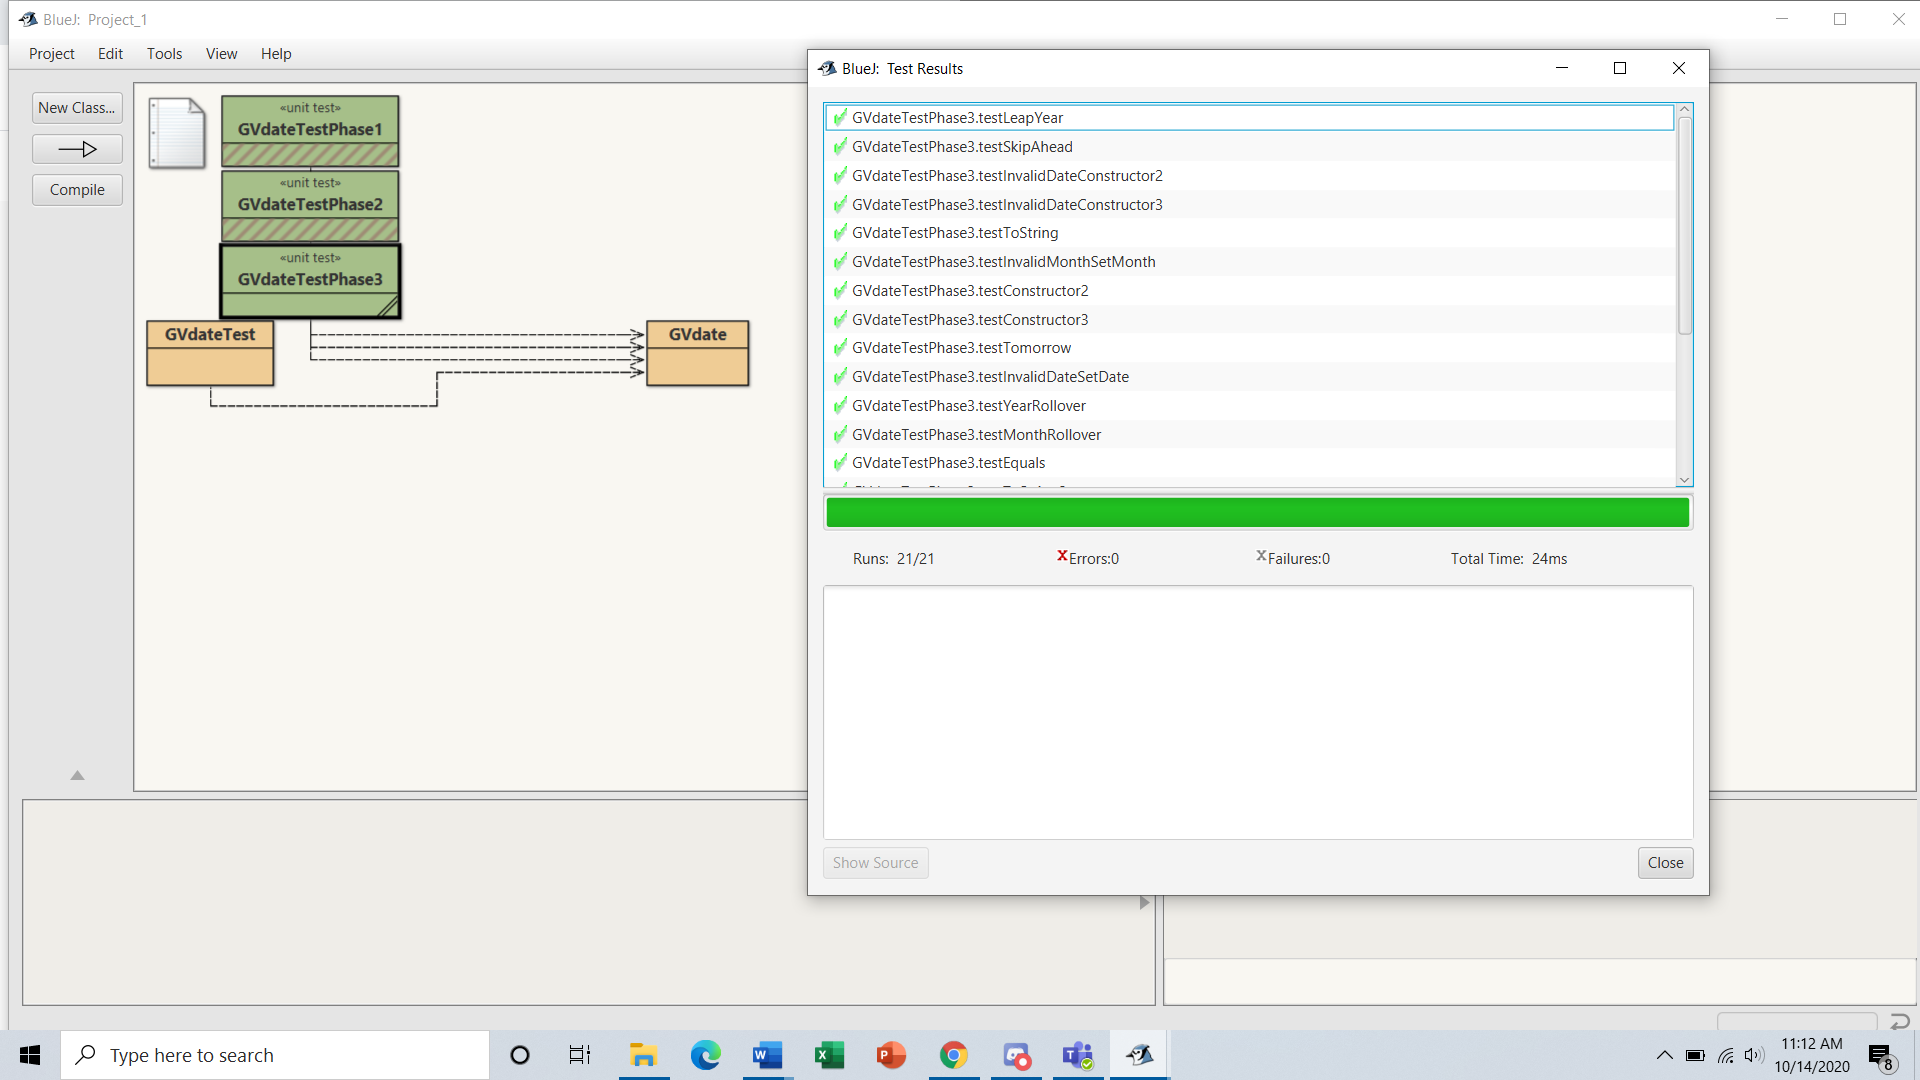 BlueJ: Project_1
Project Edit Tools View Help
New Class...
Compile
«unit test»
GVdateTestPhase1
«unit test»
GVdateTestPhase2
«unit test»
GVdateTestPhase3
GVdateTest
GVdate
BlueJ: Test Results
GVdateTestPhase3.testLeapYear
GVdateTestPhase3.testSkipAhead
GVdateTestPhase3.testInvalidDateConstructor2
GVdateTestPhase3.testInvalidDateConstructor3
GVdateTestPhase3.testToString
GVdateTestPhase3.testInvalidMonthSetMonth
GVdateTestPhase3.testConstructor2
GVdateTestPhase3.testConstructor3
GVdateTestPhase3.testTomorrow
GVdateTestPhase3.testInvalidDateSetDate
GVdateTestPhase3.testYearRollover
GVdateTestPhase3.testMonthRollover
GVdateTestPhase3.testEquals
Runs: 21/21 X Errors:0 X Failures:0 Total Time: 24ms
Show Source
Close
Type here to search
11:12 AM
10/14/2020
8